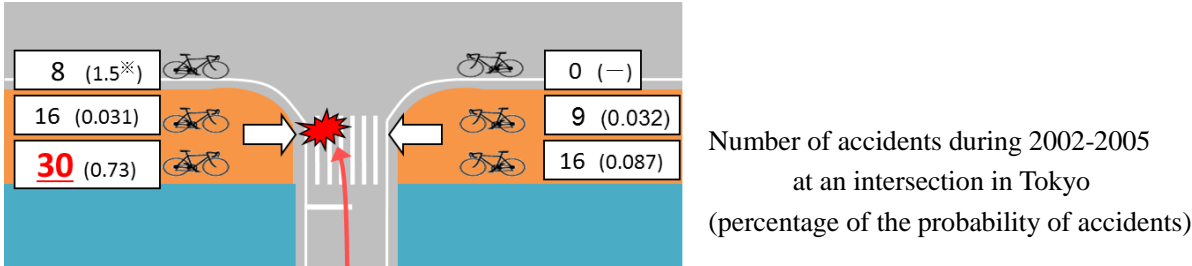 8 (1.5※)
16 (0.031)
30 (0.73)
0 (—)
9 (0.032)
16 (0.087)
Number of accidents during 2002-2005
at an intersection in Tokyo
(percentage of the probability of accidents)